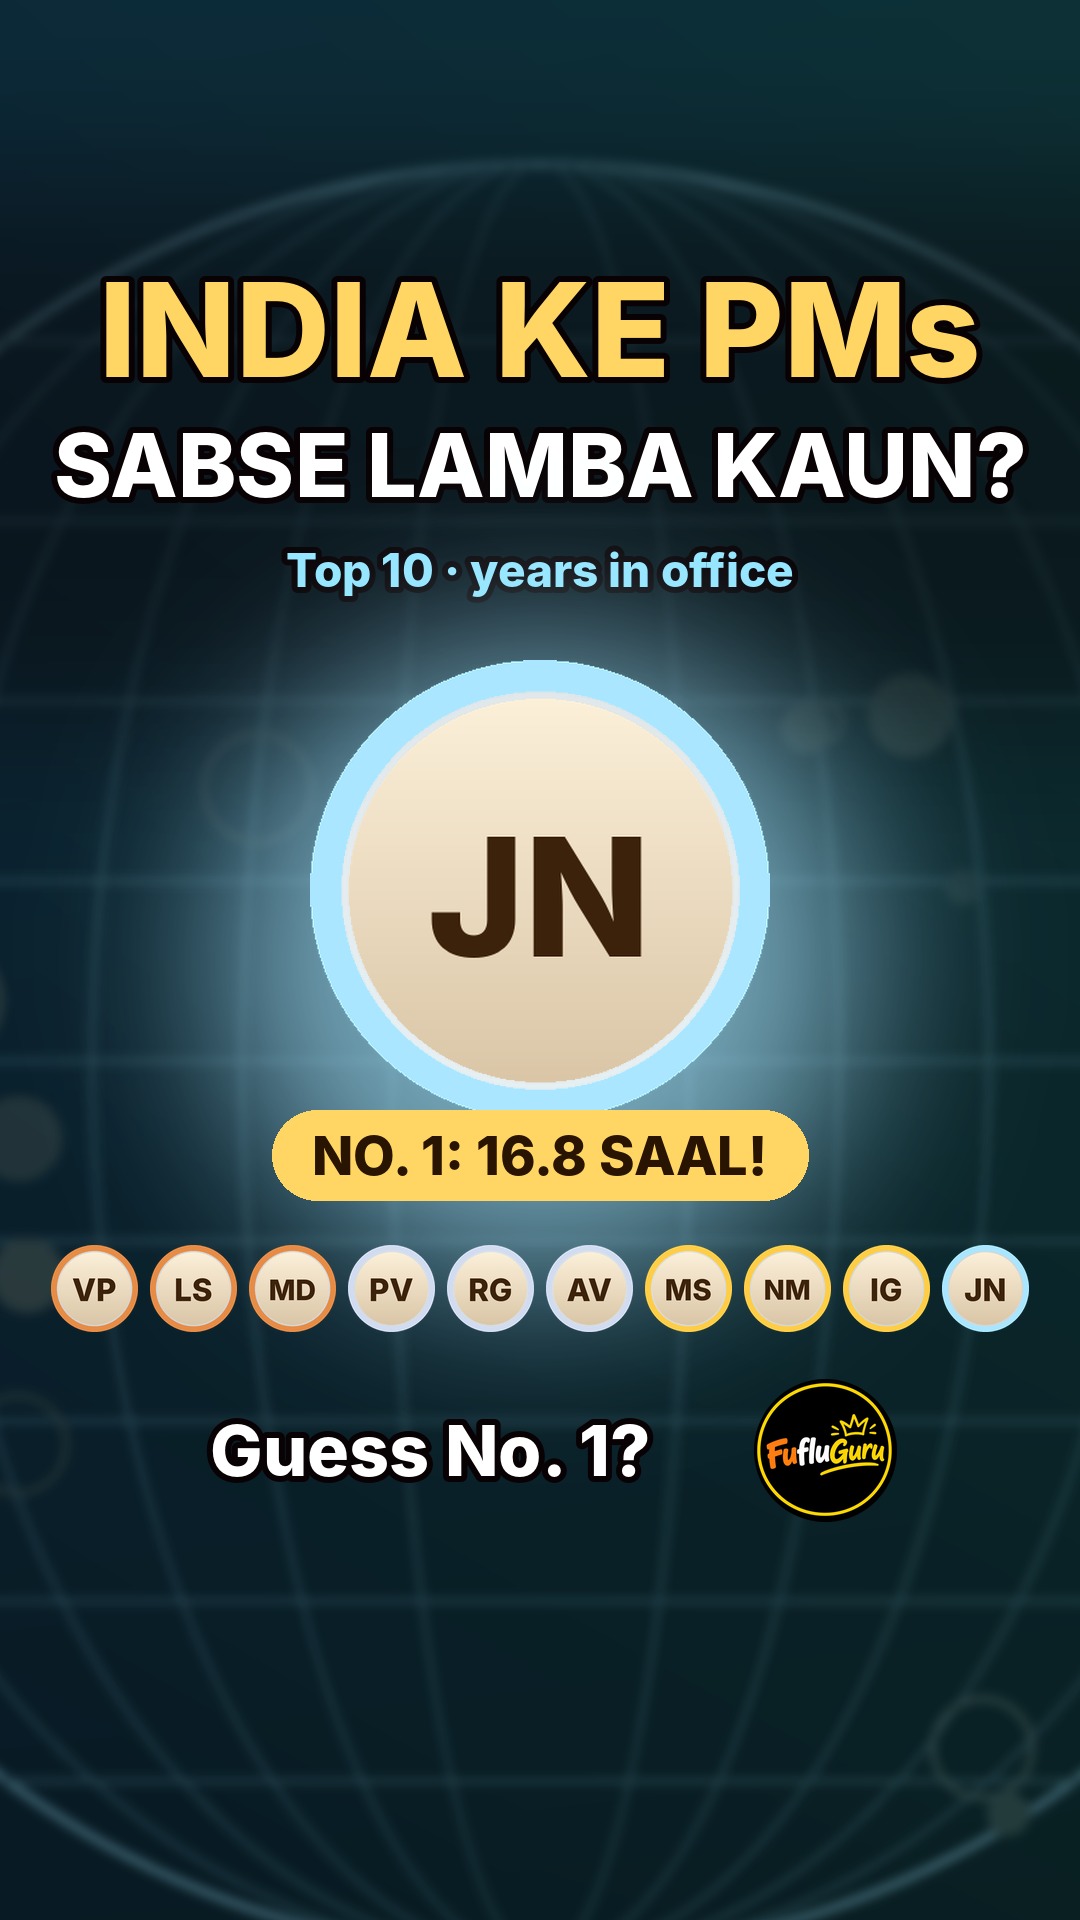 INDIA KE PMs
SABSE LAMBA KAUN?
Top 10 · years in office
JN
NO. 1: 16.8 SAAL!
VP LS MD PV RG AV MS NM IG JN
Guess No. 1?
FufluGuru